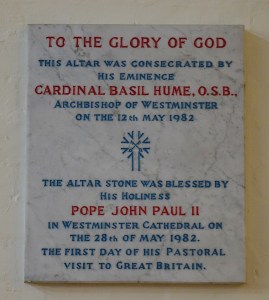 TO THE GLORY OF GOD
THIS ALTAR WAS CONSECRATED BY
HIS EMINENCE
CARDINAL BASIL HUME, O.S.B.,
ARCHBISHOP OF WESTMINSTER
ON THE 12th MAY 1982
THE ALTAR STONE WAS BLESSED BY
HIS HOLINESS
POPE JOHN PAUL II
IN WESTMINSTER CATHEDRAL ON
THE 28th OF MAY 1982.
THE FIRST DAY OF HIS PASTORAL
VISIT TO GREAT BRITAIN.